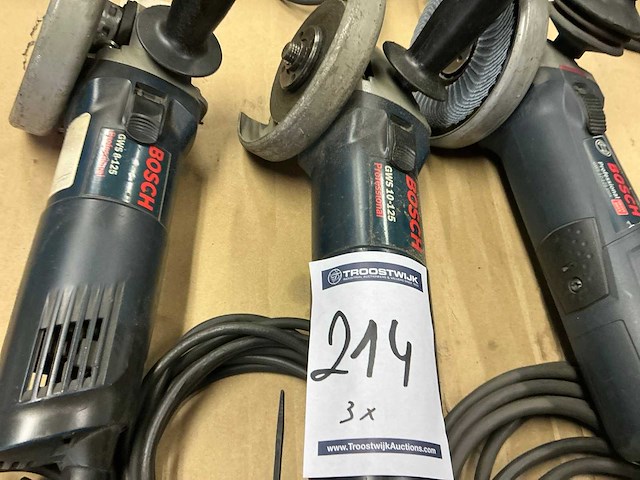 BOSCH
GWS 8-125
Professional
BOSCH
GWS 10-125
Professional
BOSCH
Professional
TROOSTWIJK
214
3x
www.TroostwijkAuctions.com